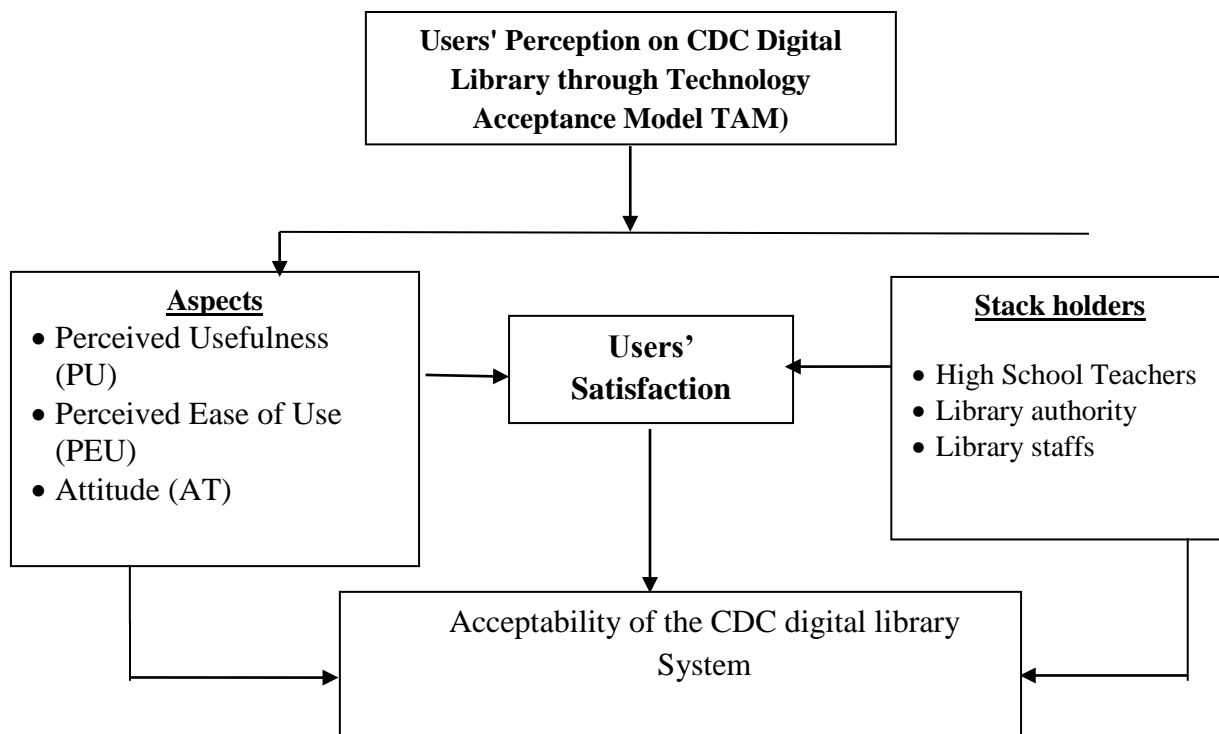 Users' Perception on CDC Digital
Library through Technology
Acceptance Model TAM)
Aspects
• Perceived Usefulness
(PU)
• Perceived Ease of Use
(PEU)
• Attitude (AT)
Users’
Satisfaction
Stack holders
• High School Teachers
• Library authority
• Library staffs
Acceptability of the CDC digital library
System